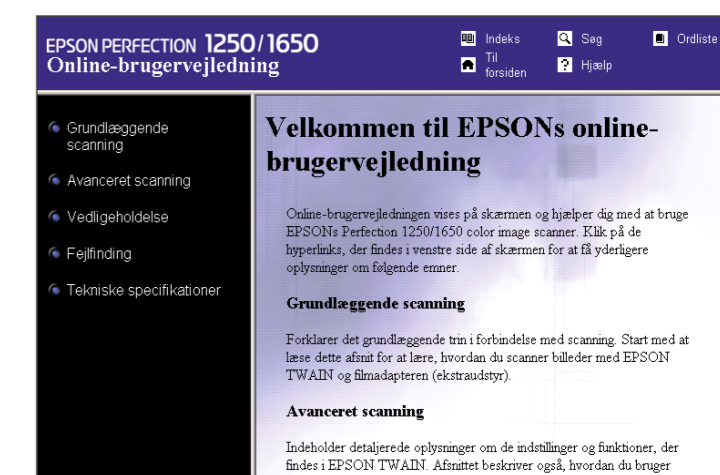 EPSON PERFECTION 1250/1650
Online-brugervejledning
Indeks
Søg
Ordliste
Til
forsiden
Hjælp
Grundlæggende
scanning
Avanceret scanning
Vedligeholdelse
Fejlfinding
Tekniske specifikationer
Velkommen til EPSONs online-
brugervejledning
Online-brugervejledningen vises på skærmen og hjælper dig med at bruge
EPSONs Perfection 1250/1650 color image scanner. Klik på de
hyperlinks, der findes i venstre side af skærmen for at få yderligere
oplysninger om følgende emner.
Grundlæggende scanning
Forklarer det grundlæggende trin i forbindelse med scanning. Start med at
læse dette afsnit for at lære, hvordan du scanner billeder med EPSON
TWAIN og filmadapteren (ekstraudstyr).
Avanceret scanning
Indeholder detaljerede oplysninger om de indstillinger og funktioner, der
findes i EPSON TWAIN. Afsnittet beskriver også, hvordan du bruger